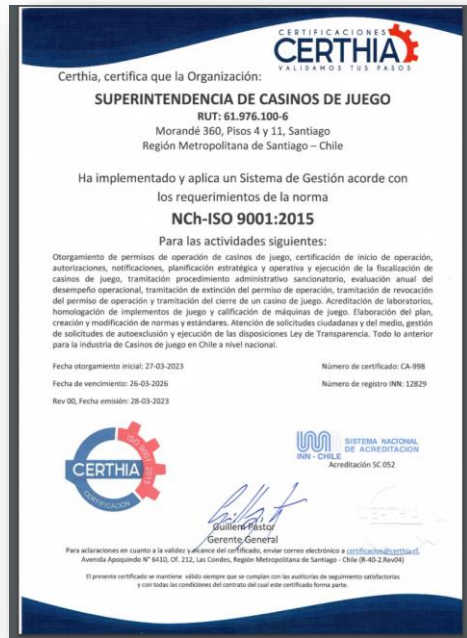 CERTIFICACIONES
CERTHIA
VALIDAMOS TUS PASOS
Certhia, certifica que la Organización:
SUPERINTENDENCIA DE CASINOS DE JUEGO
RUT: 61.976.100-6
Morandé 360, Pisos 4 y 11, Santiago
Región Metropolitana de Santiago – Chile
Ha implementado y aplica un Sistema de Gestión acorde con
los requerimientos de la norma
NCh-ISO 9001:2015
Para las actividades siguientes:
Otorgamiento de permisos de operación de casinos de juego, certificación de inicio de operación,
autorizaciones, notificaciones, planificación estratégica y operativa y ejecución de la fiscalización de
casinos de juego, tramitación procedimiento administrativo sancionatorio, evaluación anual del
desempeño operacional, tramitación de extinción del permiso de operación, tramitación de revocación
del permiso de operación y tramitación del cierre de un casino de juego. Acreditación de laboratorios,
homologación de implementos de juego y calificación de máquinas de juego. Elaboración del plan,
creación y modificación de normas y estándares. Atención de solicitudes ciudadanas y del medio, gestión
de solicitudes de autoexclusión y ejecución de las disposiciones Ley de Transparencia. Todo lo anterior
para la industria de Casinos de juego en Chile a nivel nacional.
Fecha otorgamiento inicial: 27-03-2023
Número de certificado: CA-998
Fecha de vencimiento: 26-03-2026
Número de registro INN: 12829
Rev 00, Fecha emisión: 28-03-2023
ISO 9001:2015
CERTHIA
CERTIFICACIÓN
INN - CHILE
SISTEMA NACIONAL
DE ACREDITACION
Acreditación SC 052
CERTHIA
Guillem Pastor
Gerente General
Para aclaraciones en cuanto a la validez y alcance del certificado, enviar correo electrónico a certificacion@certhia.cl.
Avenida Apoquindo N° 6410, Of. 212, Las Condes, Región Metropolitana de Santiago - Chile (R-40-2.Rev04)
El presente certificado se mantiene válido siempre que se cumplan con las auditorías de seguimiento satisfactorias
y con todas las condiciones del contrato del cual este certificado forma parte.